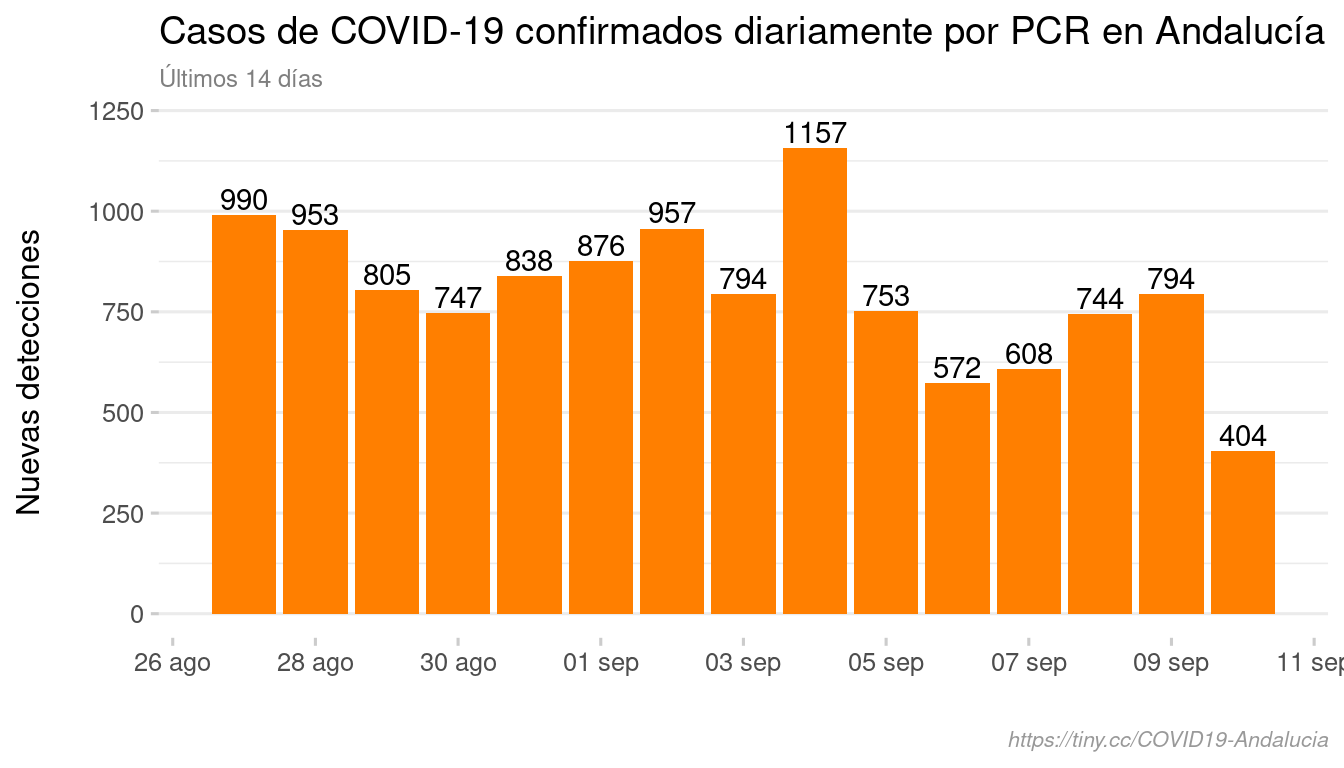 Casos de COVID-19 confirmados diariamente por PCR en Andalucía
Últimos 14 días
Nuevas detecciones
1250
1000
750
500
250
0
990
953
805
747
838
876
957
794
1157
753
572
608
744
794
404
26 ago
28 ago
30 ago
01 sep
03 sep
05 sep
07 sep
09 sep
11 sep
https://tiny.cc/COVID19-Andalucia